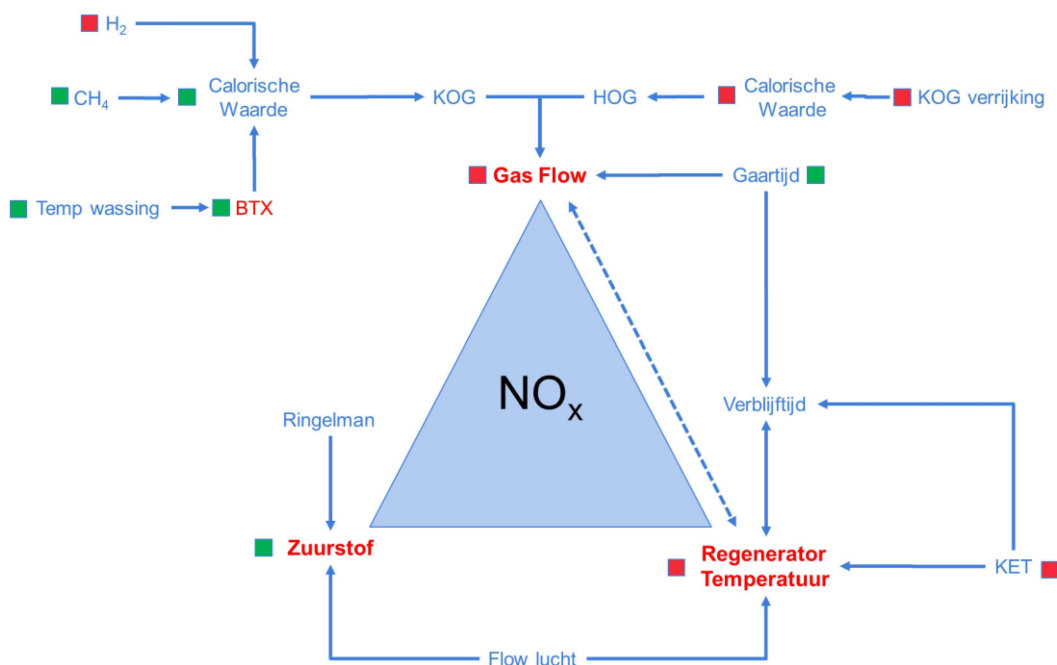 H₂
CH₄
Calorische
Waarde
KOG
HOG
Calorische
Waarde
KOG verrijking
Gas Flow
Gaartijd
Temp wassing
BTX
NOₓ
Verblijftijd
Ringelman
Zuurstof
Regenerator
Temperatuur
KET
Flow lucht